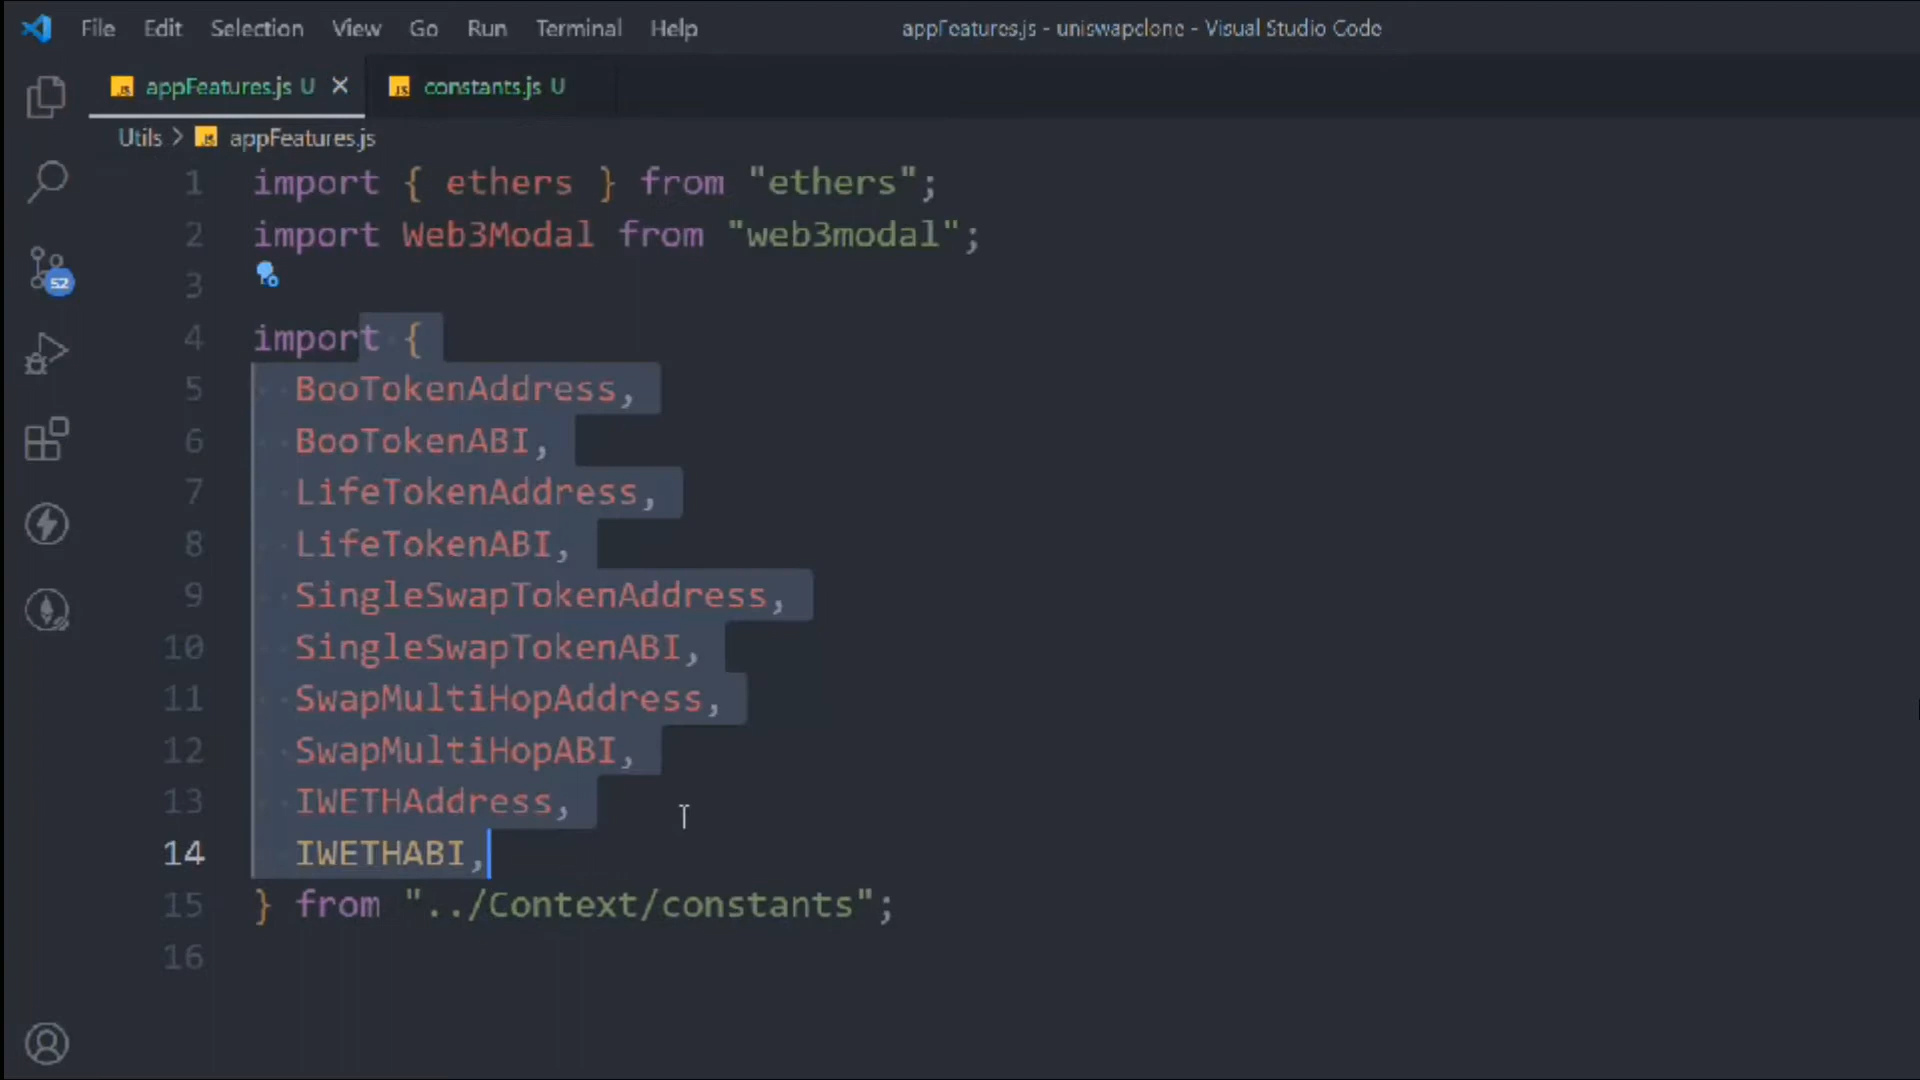 File Edit Selection View Go Run Terminal Help appFeatures.js - uniswapclone - Visual Studio Code
appFeatures.js U constants.js U
Utils > appFeatures.js
1 import { ethers } from "ethers";
2 import Web3Modal from "web3modal";
3
52
4 import {
5 BooTokenAddress,
6 BooTokenABI,
7 LifeTokenAddress,
8 LifeTokenABI,
9 SingleSwapTokenAddress,
10 SingleSwapTokenABI,
11 SwapMultiHopAddress,
12 SwapMultiHopABI,
13 IWETHAddress,
14 IWETHABI,
15 } from "../Context/constants";
16